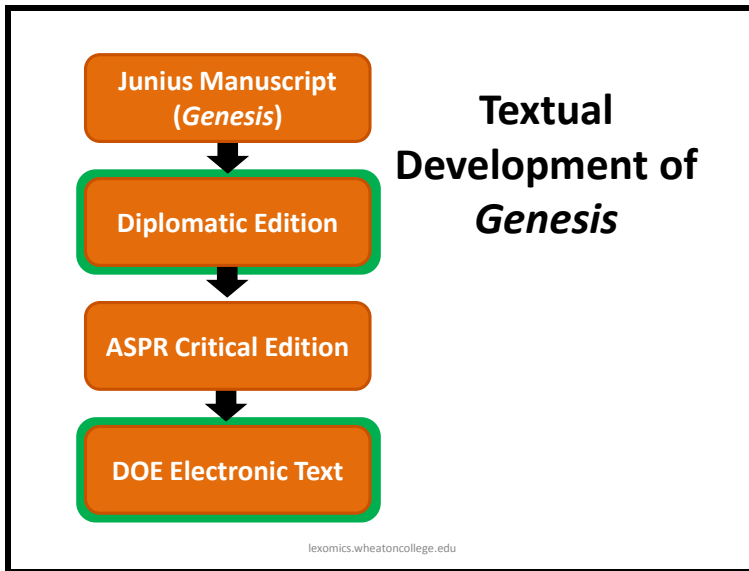 Junius Manuscript
(Genesis)
Diplomatic Edition
ASPR Critical Edition
DOE Electronic Text
Textual
Development of
Genesis
lexomics.wheatoncollege.edu